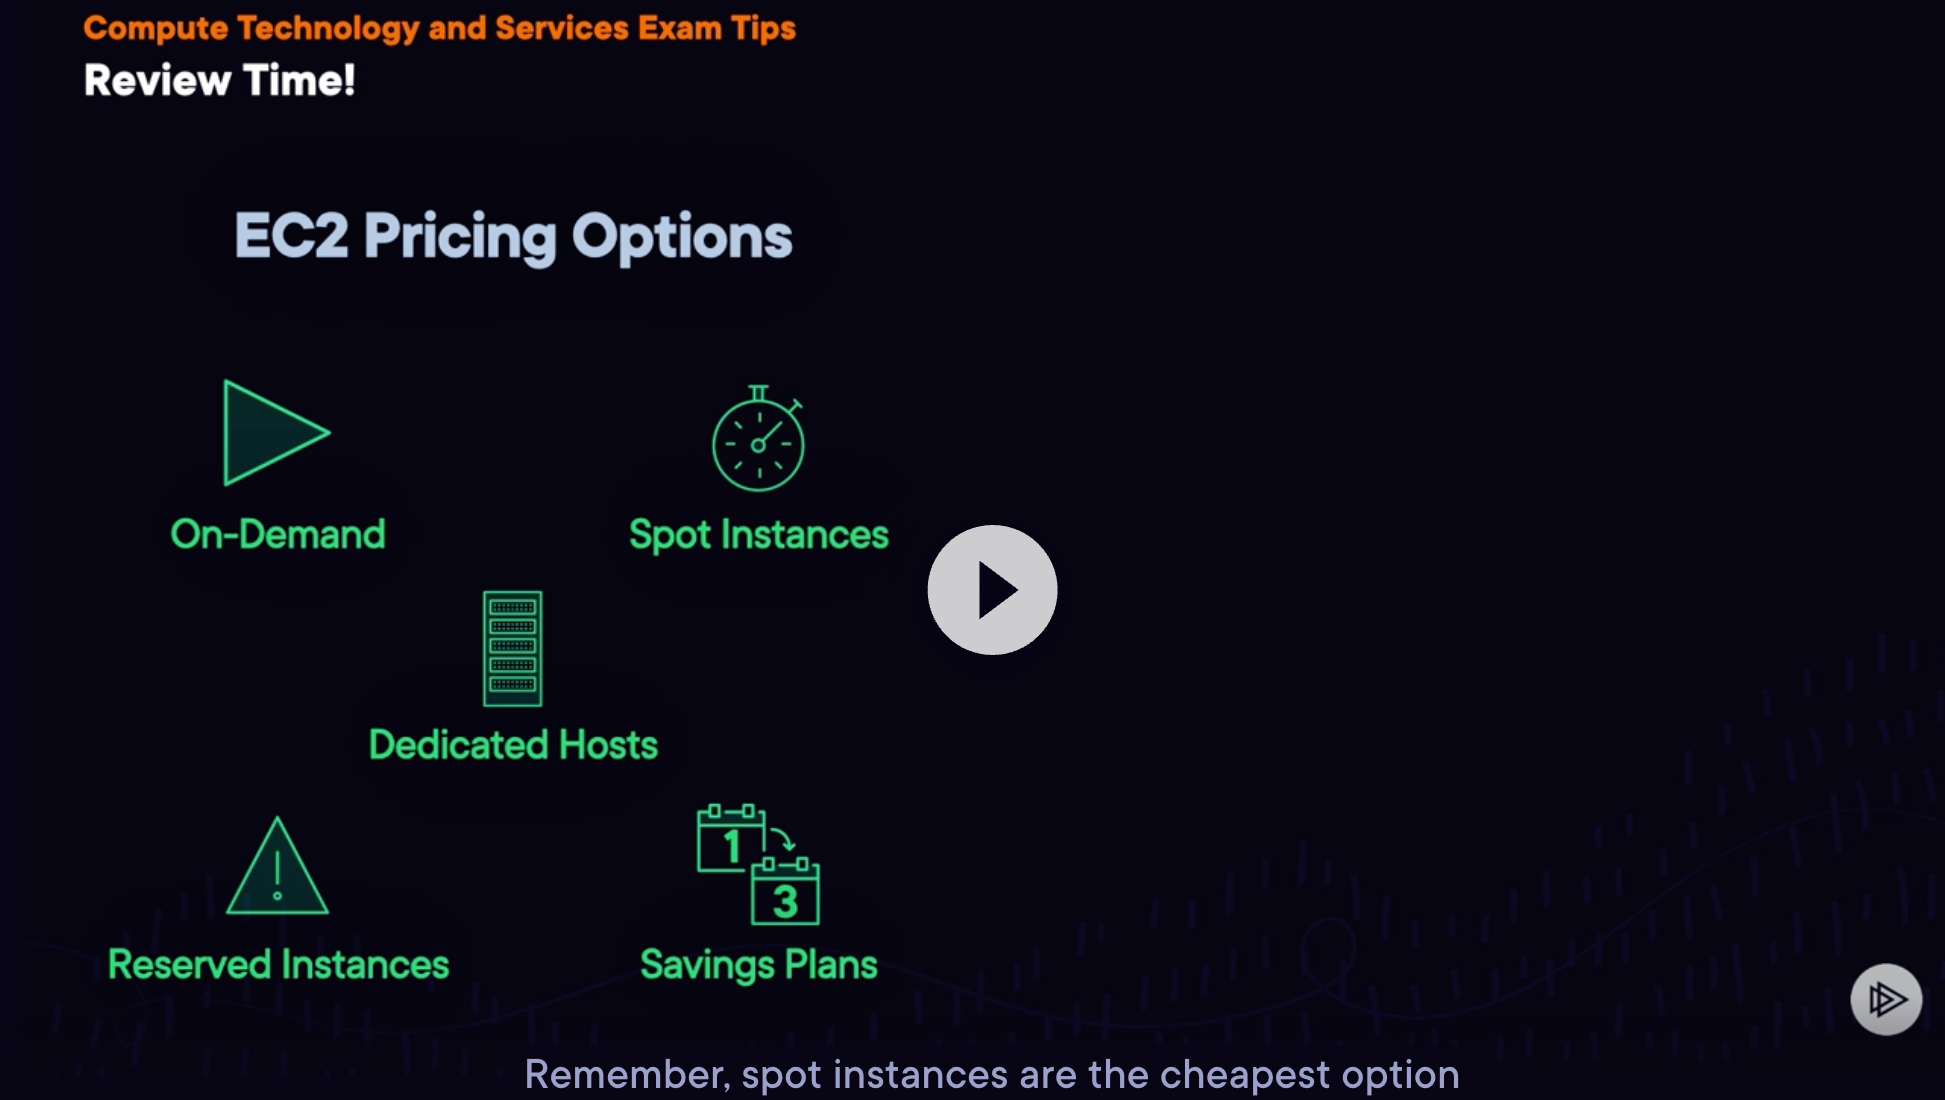 Compute Technology and Services Exam Tips
Review Time!
EC2 Pricing Options
On-Demand
Spot Instances
Dedicated Hosts
1
3
Reserved Instances
Savings Plans
Remember, spot instances are the cheapest option